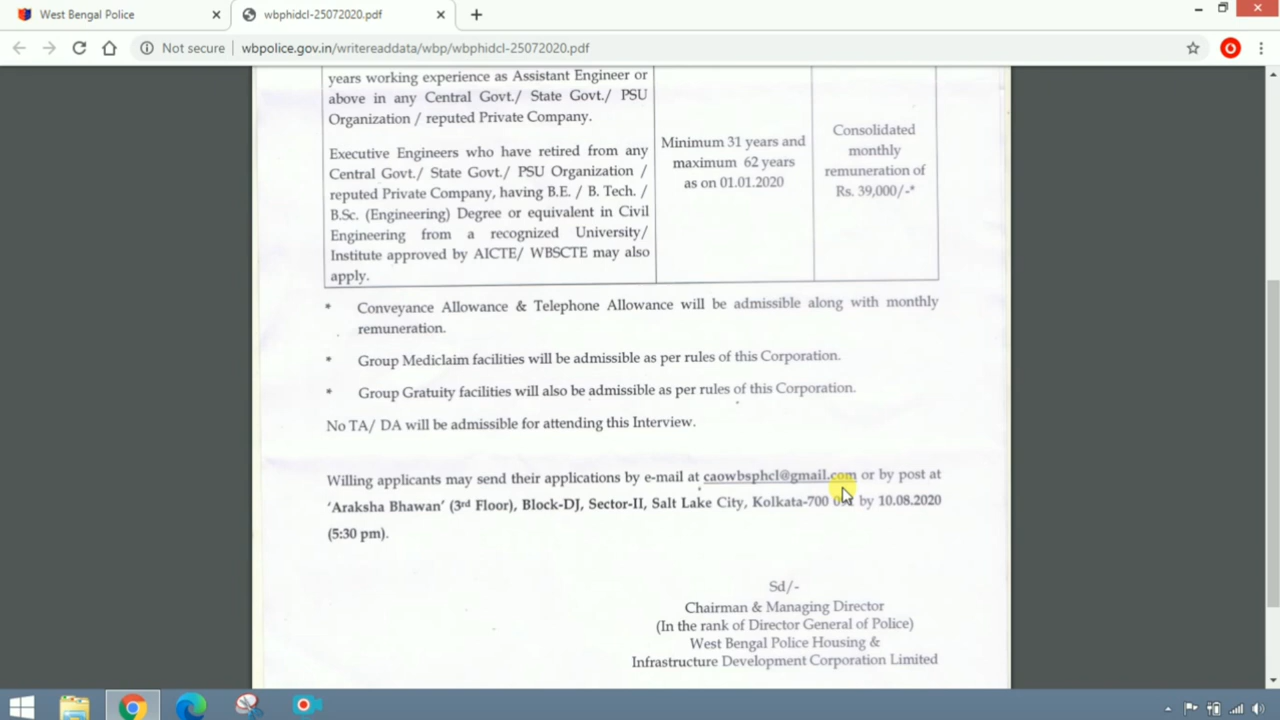 West Bengal Police
wbphidcl-25072020.pdf
Not secure
wbpolice.gov.in/writereaddata/wbp/wbphidcl-25072020.pdf
years working experience as Assistant Engineer or
above in any Central Govt./ State Govt./ PSU
Organization / reputed Private Company.
Executive Engineers who have retired from any
Central Govt./ State Govt./ PSU Organization /
reputed Private Company, having B.E. / B. Tech. /
B.Sc. (Engineering) Degree or equivalent in Civil
Engineering from a recognized University/
Institute approved by AICTE/ WBSCTE may also
apply.
Minimum 31 years and
maximum 62 years
as on 01.01.2020
Consolidated
monthly
remuneration of
Rs. 39,000/-*
* Conveyance Allowance & Telephone Allowance will be admissible along with monthly
remuneration.
* Group Mediclaim facilities will be admissible as per rules of this Corporation.
* Group Gratuity facilities will also be admissible as per rules of this Corporation.
No TA/ DA will be admissible for attending this Interview.
Willing applicants may send their applications by e-mail at caowbsphcl@gmail.com or by post at
'Araksha Bhawan' (3rd Floor), Block-DJ, Sector-II, Salt Lake City, Kolkata-700 by 10.08.2020
(5:30 pm).
Sd/-
Chairman & Managing Director
(In the rank of Director General of Police)
West Bengal Police Housing &
Infrastructure Development Corporation Limited